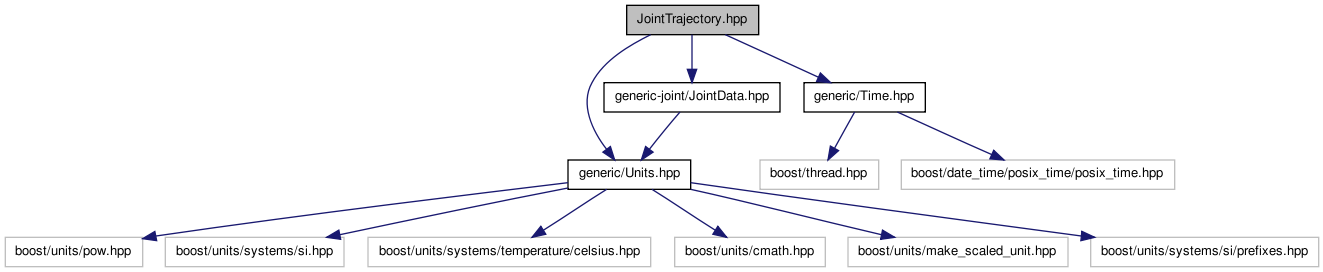 JointTrajectory.hpp
generic-joint/JointData.hpp
generic/Time.hpp
generic/Units.hpp
boost/thread.hpp
boost/date_time/posix_time/posix_time.hpp
boost/units/pow.hpp
boost/units/systems/si.hpp
boost/units/systems/temperature/celsius.hpp
boost/units/cmath.hpp
boost/units/make_scaled_unit.hpp
boost/units/systems/si/prefixes.hpp